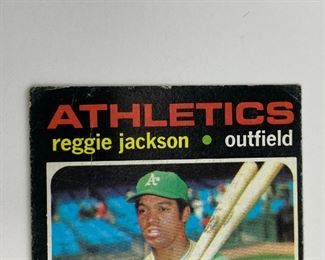 ATHLETICS
reggie jackson • outfield
A's